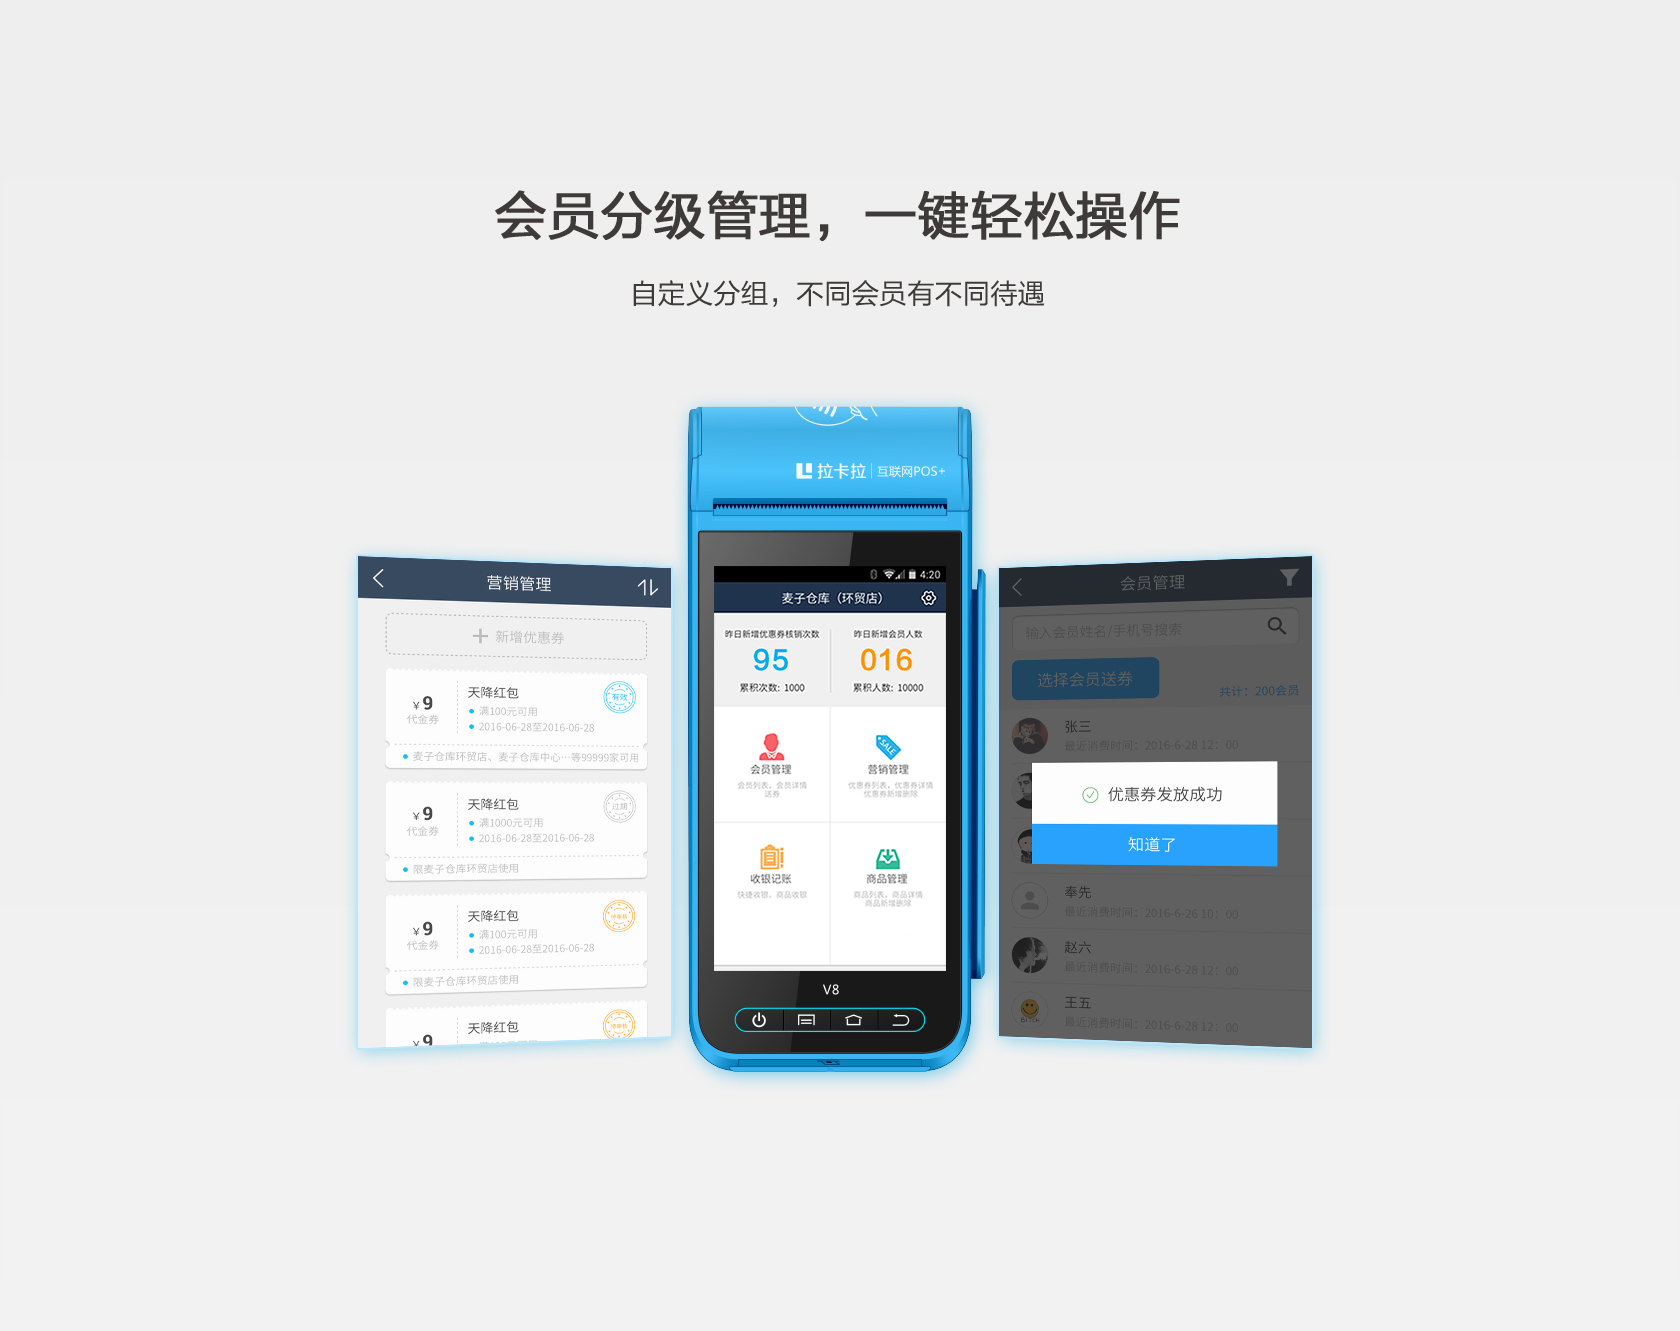 会员分级管理，一键轻松操作
自定义分组，不同会员有不同待遇
拉卡拉 互联网POS+
4:20
麦子仓库（环贸店）
昨日新增优惠券核销次数
95
累积次数：1000
昨日新增会员人数
016
累积人数：10000
会员管理
会员列表，会员详情
送券
SALE
营销管理
优惠券列表，优惠券详情
优惠券新增删除
收银记账
快捷收银，商品收银
商品管理
商品列表，商品详情
商品新增删除
V8
营销管理
新增优惠券
¥9
代金券
天降红包
满100元可用
2016-06-28至2016-06-28
有效
麦子仓库环贸店、麦子仓库中心…等99999家可用
¥9
代金券
天降红包
满1000元可用
2016-06-28至2016-06-28
过期
限麦子仓库环贸店使用
¥9
代金券
天降红包
满100元可用
2016-06-28至2016-06-28
限麦子仓库环贸店使用
¥9
天降红包
会员管理
输入会员姓名/手机号搜索
选择会员送券
共计：200会员
张三
最近消费时间：2016-6-28 12：00
优惠券发放成功
知道了
奉先
最近消费时间：2016-6-26 10：00
赵六
最近消费时间：2016-6-28 12：00
王五
最近消费时间：2016-6-28 12：00